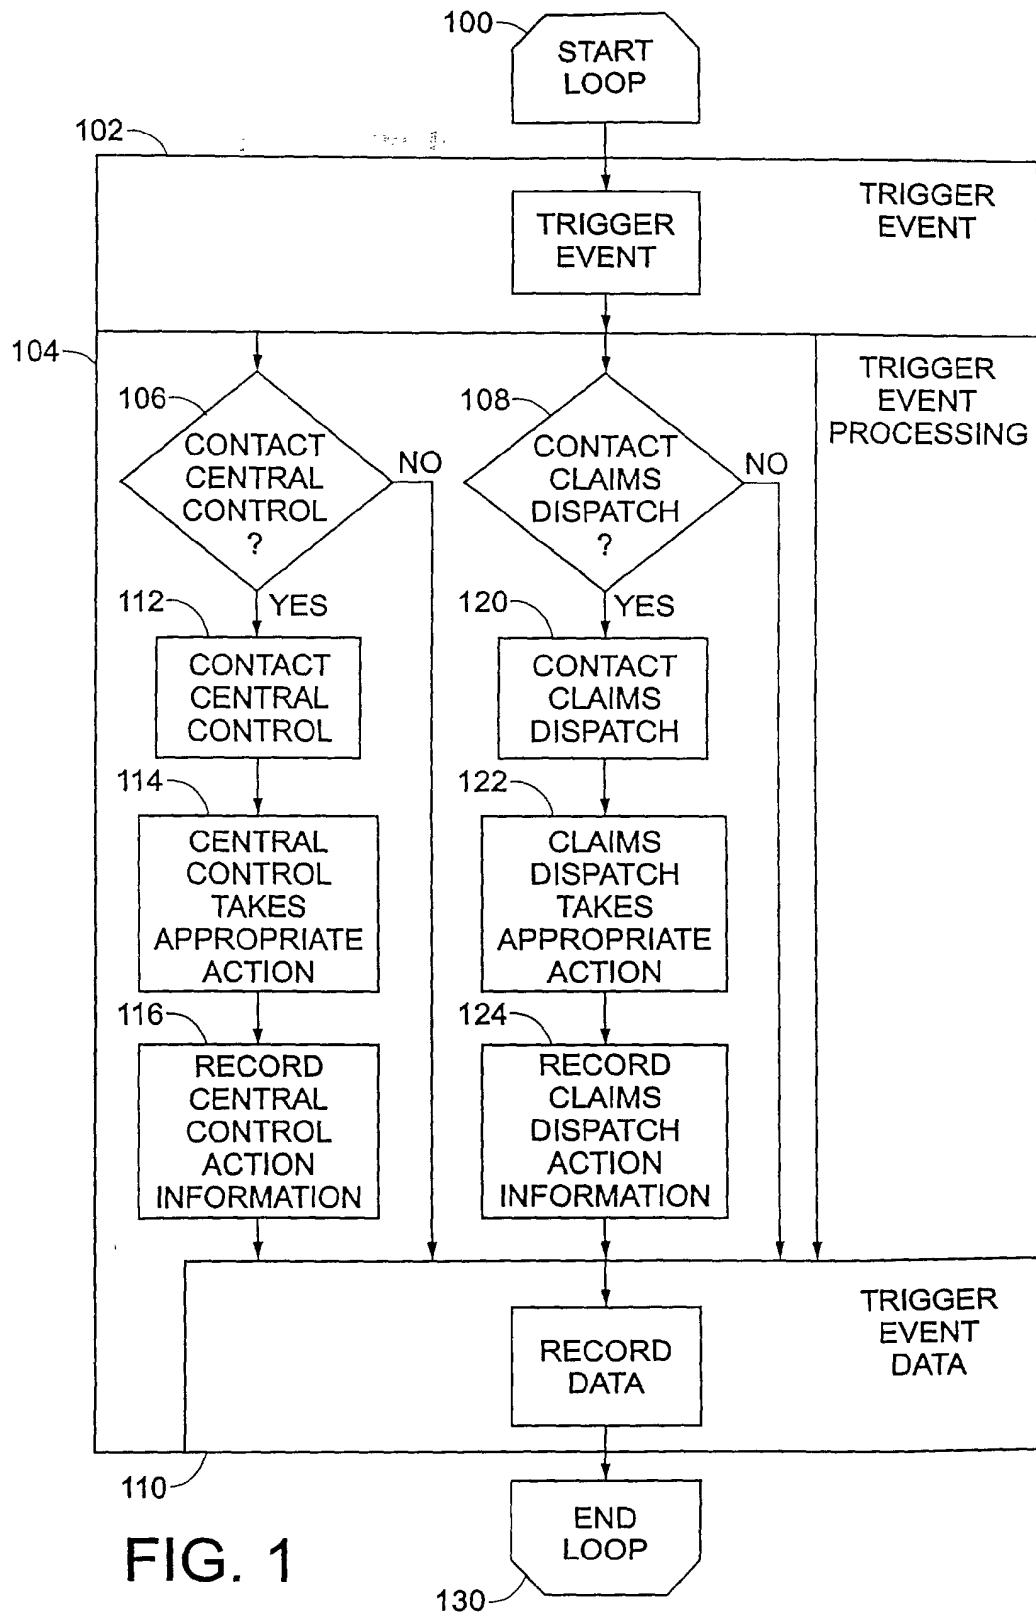 100
START
LOOP
102
TRIGGER
EVENT
TRIGGER
EVENT
104
TRIGGER
EVENT
PROCESSING
106
CONTACT
CENTRAL
CONTROL
?
NO
YES
108
CONTACT
CLAIMS
DISPATCH
?
NO
YES
112
CONTACT
CENTRAL
CONTROL
120
CONTACT
CLAIMS
DISPATCH
114
CENTRAL
CONTROL
TAKES
APPROPRIATE
ACTION
122
CLAIMS
DISPATCH
TAKES
APPROPRIATE
ACTION
116
RECORD
CENTRAL
CONTROL
ACTION
INFORMATION
124
RECORD
CLAIMS
DISPATCH
ACTION
INFORMATION
RECORD
DATA
TRIGGER
EVENT
DATA
110
END
LOOP
130
FIG. 1